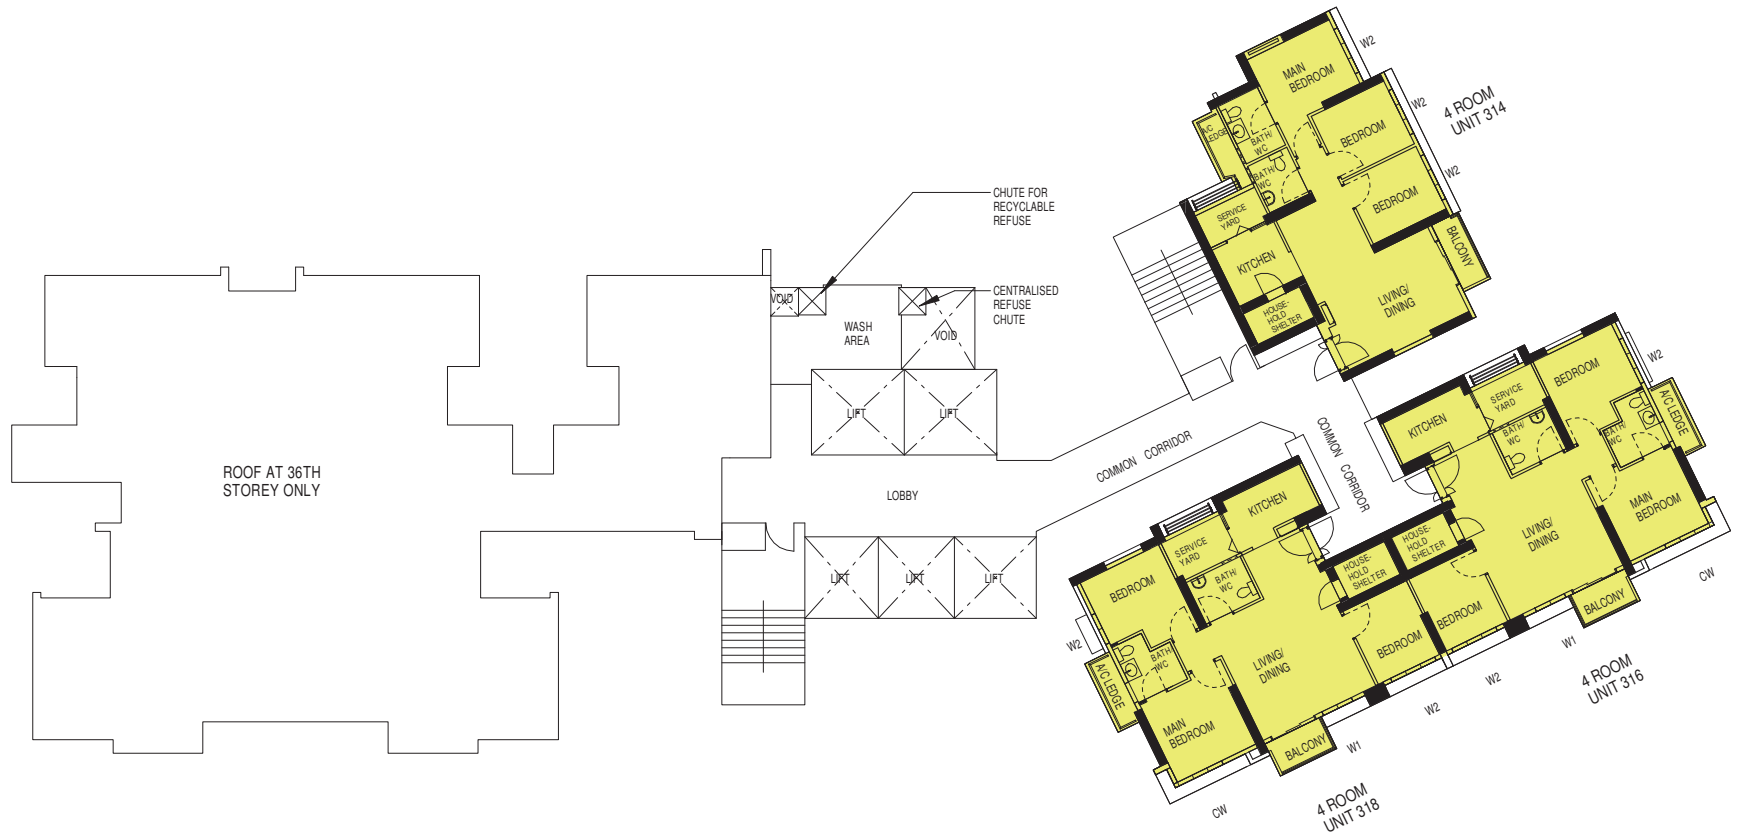 ROOF AT 36TH
STOREY ONLY
CHUTE FOR
RECYCLABLE
REFUSE
CENTRALISED
REFUSE
CHUTE
VOID
WASH
AREA
VOID
LIFT
LIFT
LOBBY
LIFT
LIFT
LIFT
COMMON CORRIDOR
COMMON CORRIDOR
4 ROOM
UNIT 314
W2
W2
W2
MAIN
BEDROOM
BEDROOM
BEDROOM
A/C
LEDGE
BATH/
WC
BATH/
WC
SERVICE
YARD
KITCHEN
HOUSE-
HOLD
SHELTER
LIVING/
DINING
BALCONY
4 ROOM
UNIT 316
BEDROOM
W2
A/C LEDGE
SERVICE
YARD
KITCHEN
BATH/
WC
BATH/
WC
MAIN
BEDROOM
LIVING/
DINING
HOUSE-
HOLD
SHELTER
BEDROOM
BALCONY
CW
W1
W2
4 ROOM
UNIT 318
KITCHEN
SERVICE
YARD
BATH/
WC
BEDROOM
W2
A/C LEDGE
BATH/
WC
MAIN
BEDROOM
LIVING/
DINING
HOUSE-
HOLD
SHELTER
BEDROOM
BALCONY
W2
W1
CW